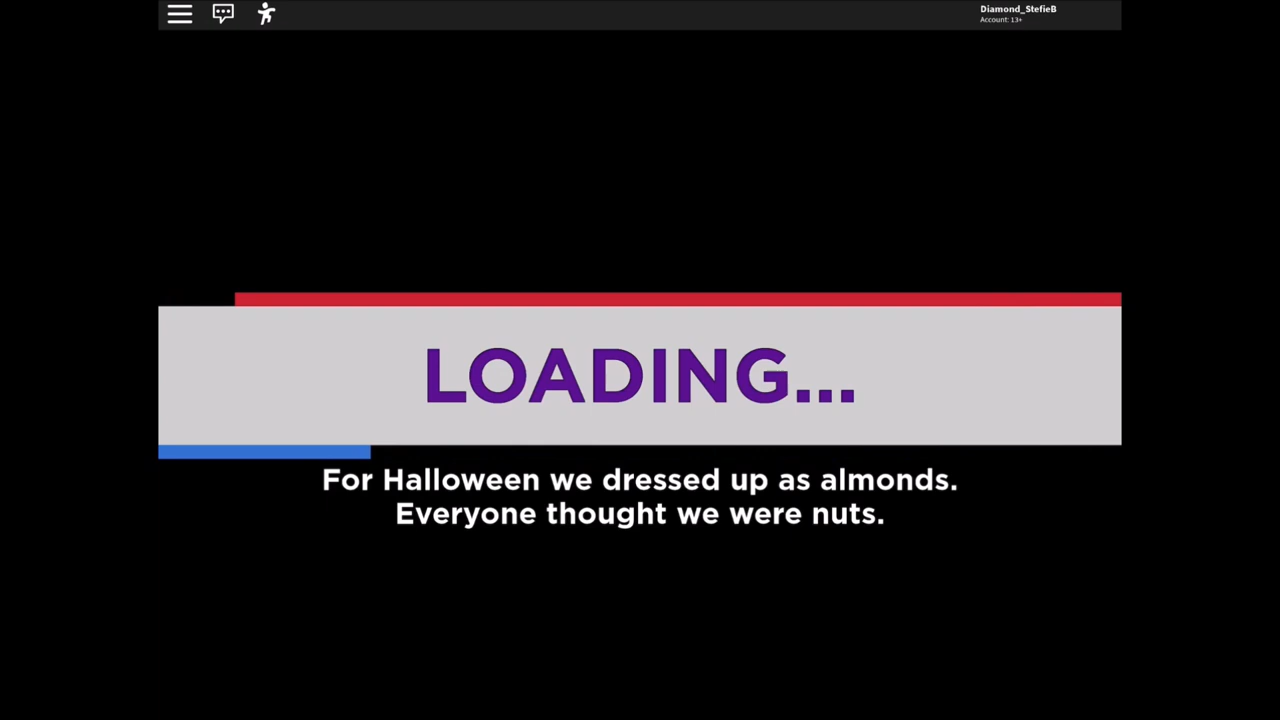 Diamond_StefieB
Account: 13+
LOADING...
For Halloween we dressed up as almonds.
Everyone thought we were nuts.